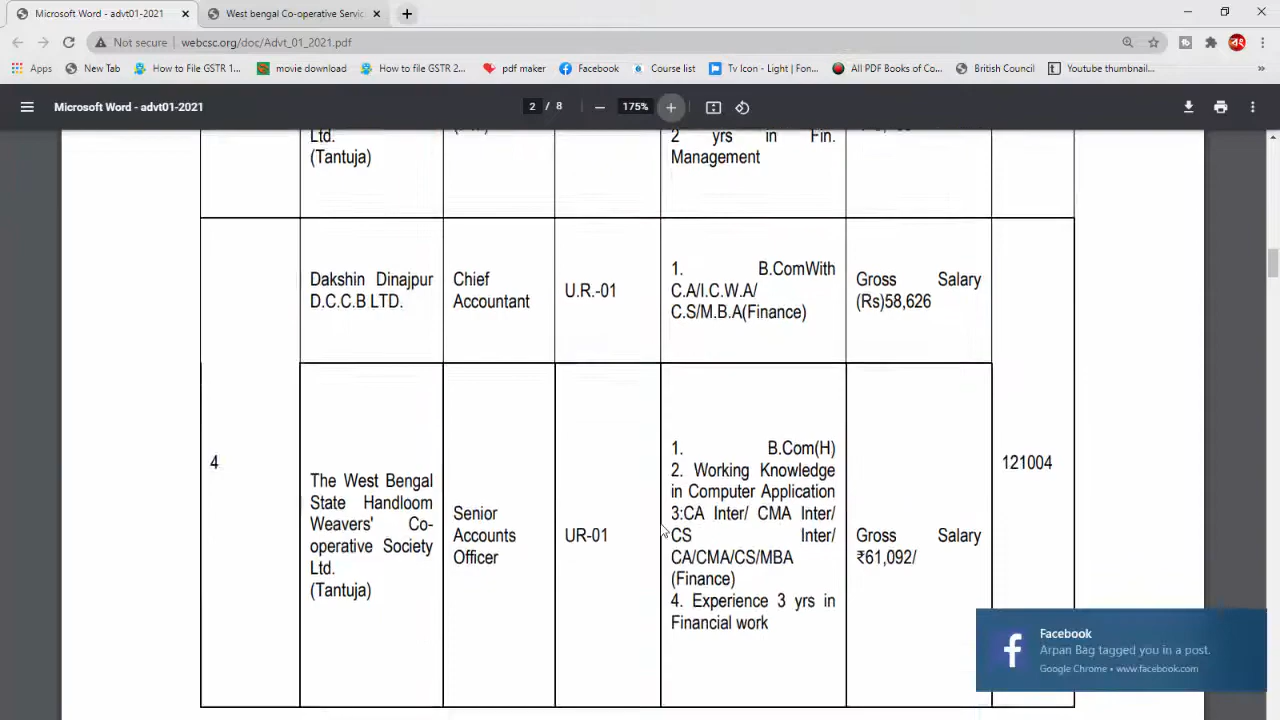 Microsoft Word - advt01-2021
West bengal Co-operative Servic
Not secure | webcsc.org/doc/Advt_01_2021.pdf
Apps
New Tab
How to File GSTR 1...
movie download
How to file GSTR 2...
pdf maker
Facebook
Course list
Tv Icon - Light | Fon...
All PDF Books of Co...
British Council
Youtube thumbnail...
Microsoft Word - advt01-2021
2 / 8
175%
Ltd.
(Tantuja)
2 yrs in Fin.
Management
Dakshin Dinajpur
D.C.C.B LTD.
Chief
Accountant
U.R.-01
1. B.ComWith
C.A/I.C.W.A/
C.S/M.B.A(Finance)
Gross Salary
(Rs)58,626
4
The West Bengal
State Handloom
Weavers' Co-
operative Society
Ltd.
(Tantuja)
Senior
Accounts
Officer
UR-01
1. B.Com(H)
2. Working Knowledge
in Computer Application
3:CA Inter/ CMA Inter/
CS Inter/
CA/CMA/CS/MBA
(Finance)
4. Experience 3 yrs in
Financial work
Gross Salary
₹61,092/
121004
Facebook
Arpan Bag tagged you in a post.
Google Chrome • www.facebook.com